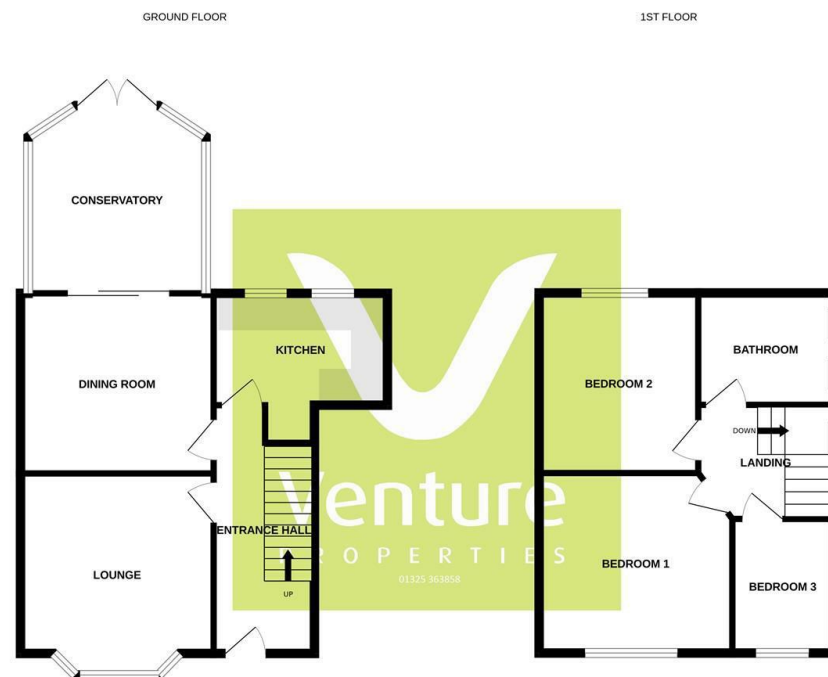 GROUND FLOOR
1ST FLOOR
CONSERVATORY
KITCHEN
DINING ROOM
BATHROOM
BEDROOM 2
DOWN
LANDING
Venture
PROPERTIES
01325 363858
ENTRANCE HALL
LOUNGE
UP
BEDROOM 1
BEDROOM 3